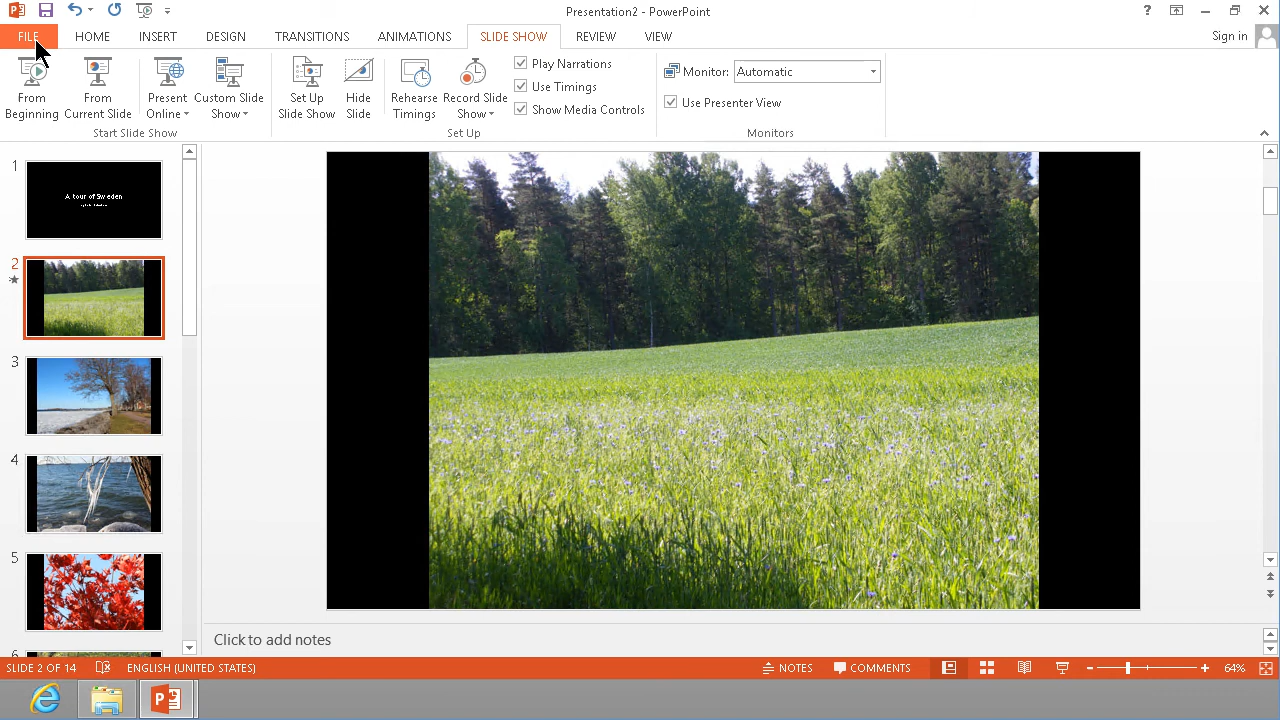 Presentation2 - PowerPoint
?
FILE HOME INSERT DESIGN TRANSITIONS ANIMATIONS SLIDE SHOW REVIEW VIEW Sign in
From Beginning
From Current Slide
Present Online
Custom Slide Show
Start Slide Show
Set Up Slide Show
Hide Slide
Rehearse Timings
Record Slide Show
Play Narrations
Use Timings
Show Media Controls
Set Up
Monitor: Automatic
Use Presenter View
Monitors
1
A tour of Sweden
2
3
4
5
6
Click to add notes
SLIDE 2 OF 14 ENGLISH (UNITED STATES) NOTES COMMENTS 64%